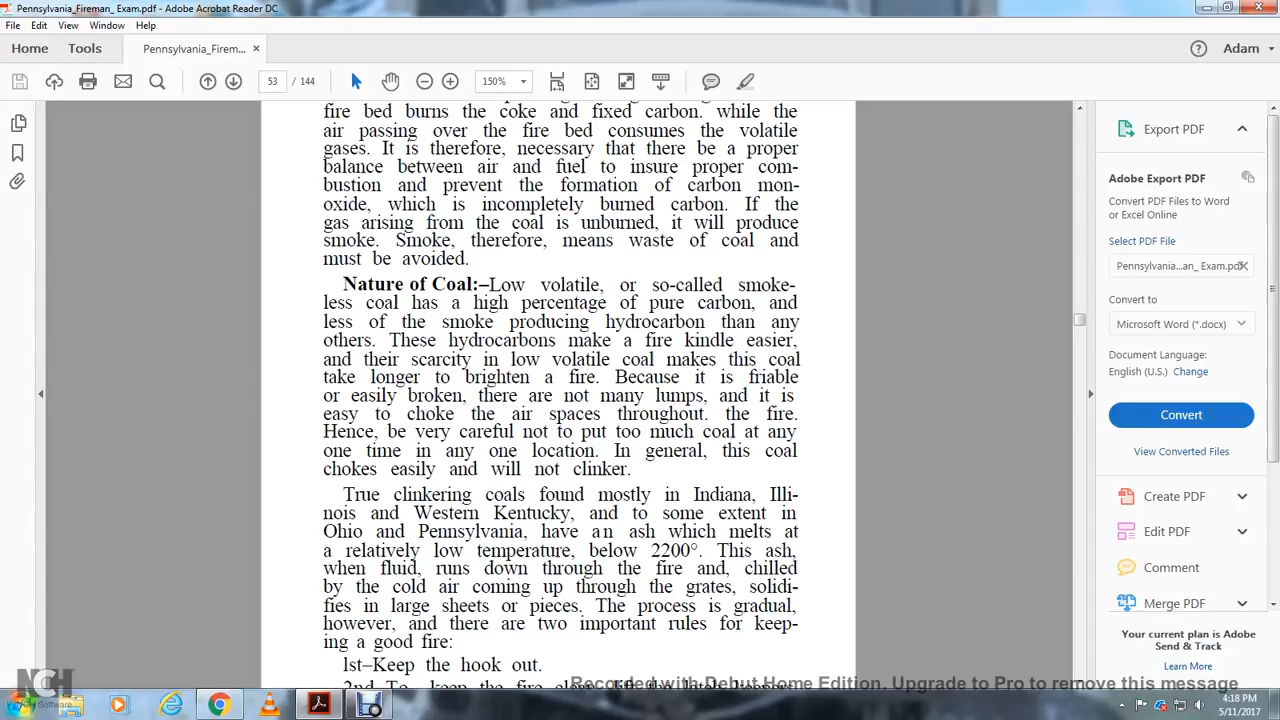 Pennsylvania_Fireman_ Exam.pdf - Adobe Acrobat Reader DC
File Edit View Window Help
Home Tools Pennsylvania_Firem... × Adam
53 / 144 150%
fire bed burns the coke and fixed carbon. while the
air passing over the fire bed consumes the volatile
gases. It is therefore, necessary that there be a proper
balance between air and fuel to insure proper com-
bustion and prevent the formation of carbon mon-
oxide, which is incompletely burned carbon. If the
gas arising from the coal is unburned, it will produce
smoke. Smoke, therefore, means waste of coal and
must be avoided.
Nature of Coal:–Low volatile, or so-called smoke-
less coal has a high percentage of pure carbon, and
less of the smoke producing hydrocarbon than any
others. These hydrocarbons make a fire kindle easier,
and their scarcity in low volatile coal makes this coal
take longer to brighten a fire. Because it is friable
or easily broken, there are not many lumps, and it is
easy to choke the air spaces throughout. the fire.
Hence, be very careful not to put too much coal at any
one time in any one location. In general, this coal
chokes easily and will not clinker.
True clinkering coals found mostly in Indiana, Illi-
nois and Western Kentucky, and to some extent in
Ohio and Pennsylvania, have an ash which melts at
a relatively low temperature, below 2200°. This ash,
when fluid, runs down through the fire and, chilled
by the cold air coming up through the grates, solidi-
fies in large sheets or pieces. The process is gradual,
however, and there are two important rules for keep-
ing a good fire:
1st–Keep the hook out.
keep the fire
Export PDF
Adobe Export PDF
Convert PDF Files to Word
or Excel Online
Select PDF File
Pennsylvania...an_ Exam.pdf
Convert to
Microsoft Word (*.docx)
Document Language:
English (U.S.) Change
Convert
View Converted Files
Create PDF
Edit PDF
Comment
Merge PDF
Your current plan is Adobe
Send & Track
Learn More
Recorded with Debut Home Edition. Upgrade to Pro to remove this message
NCH
Software
4:18 PM
5/11/2017